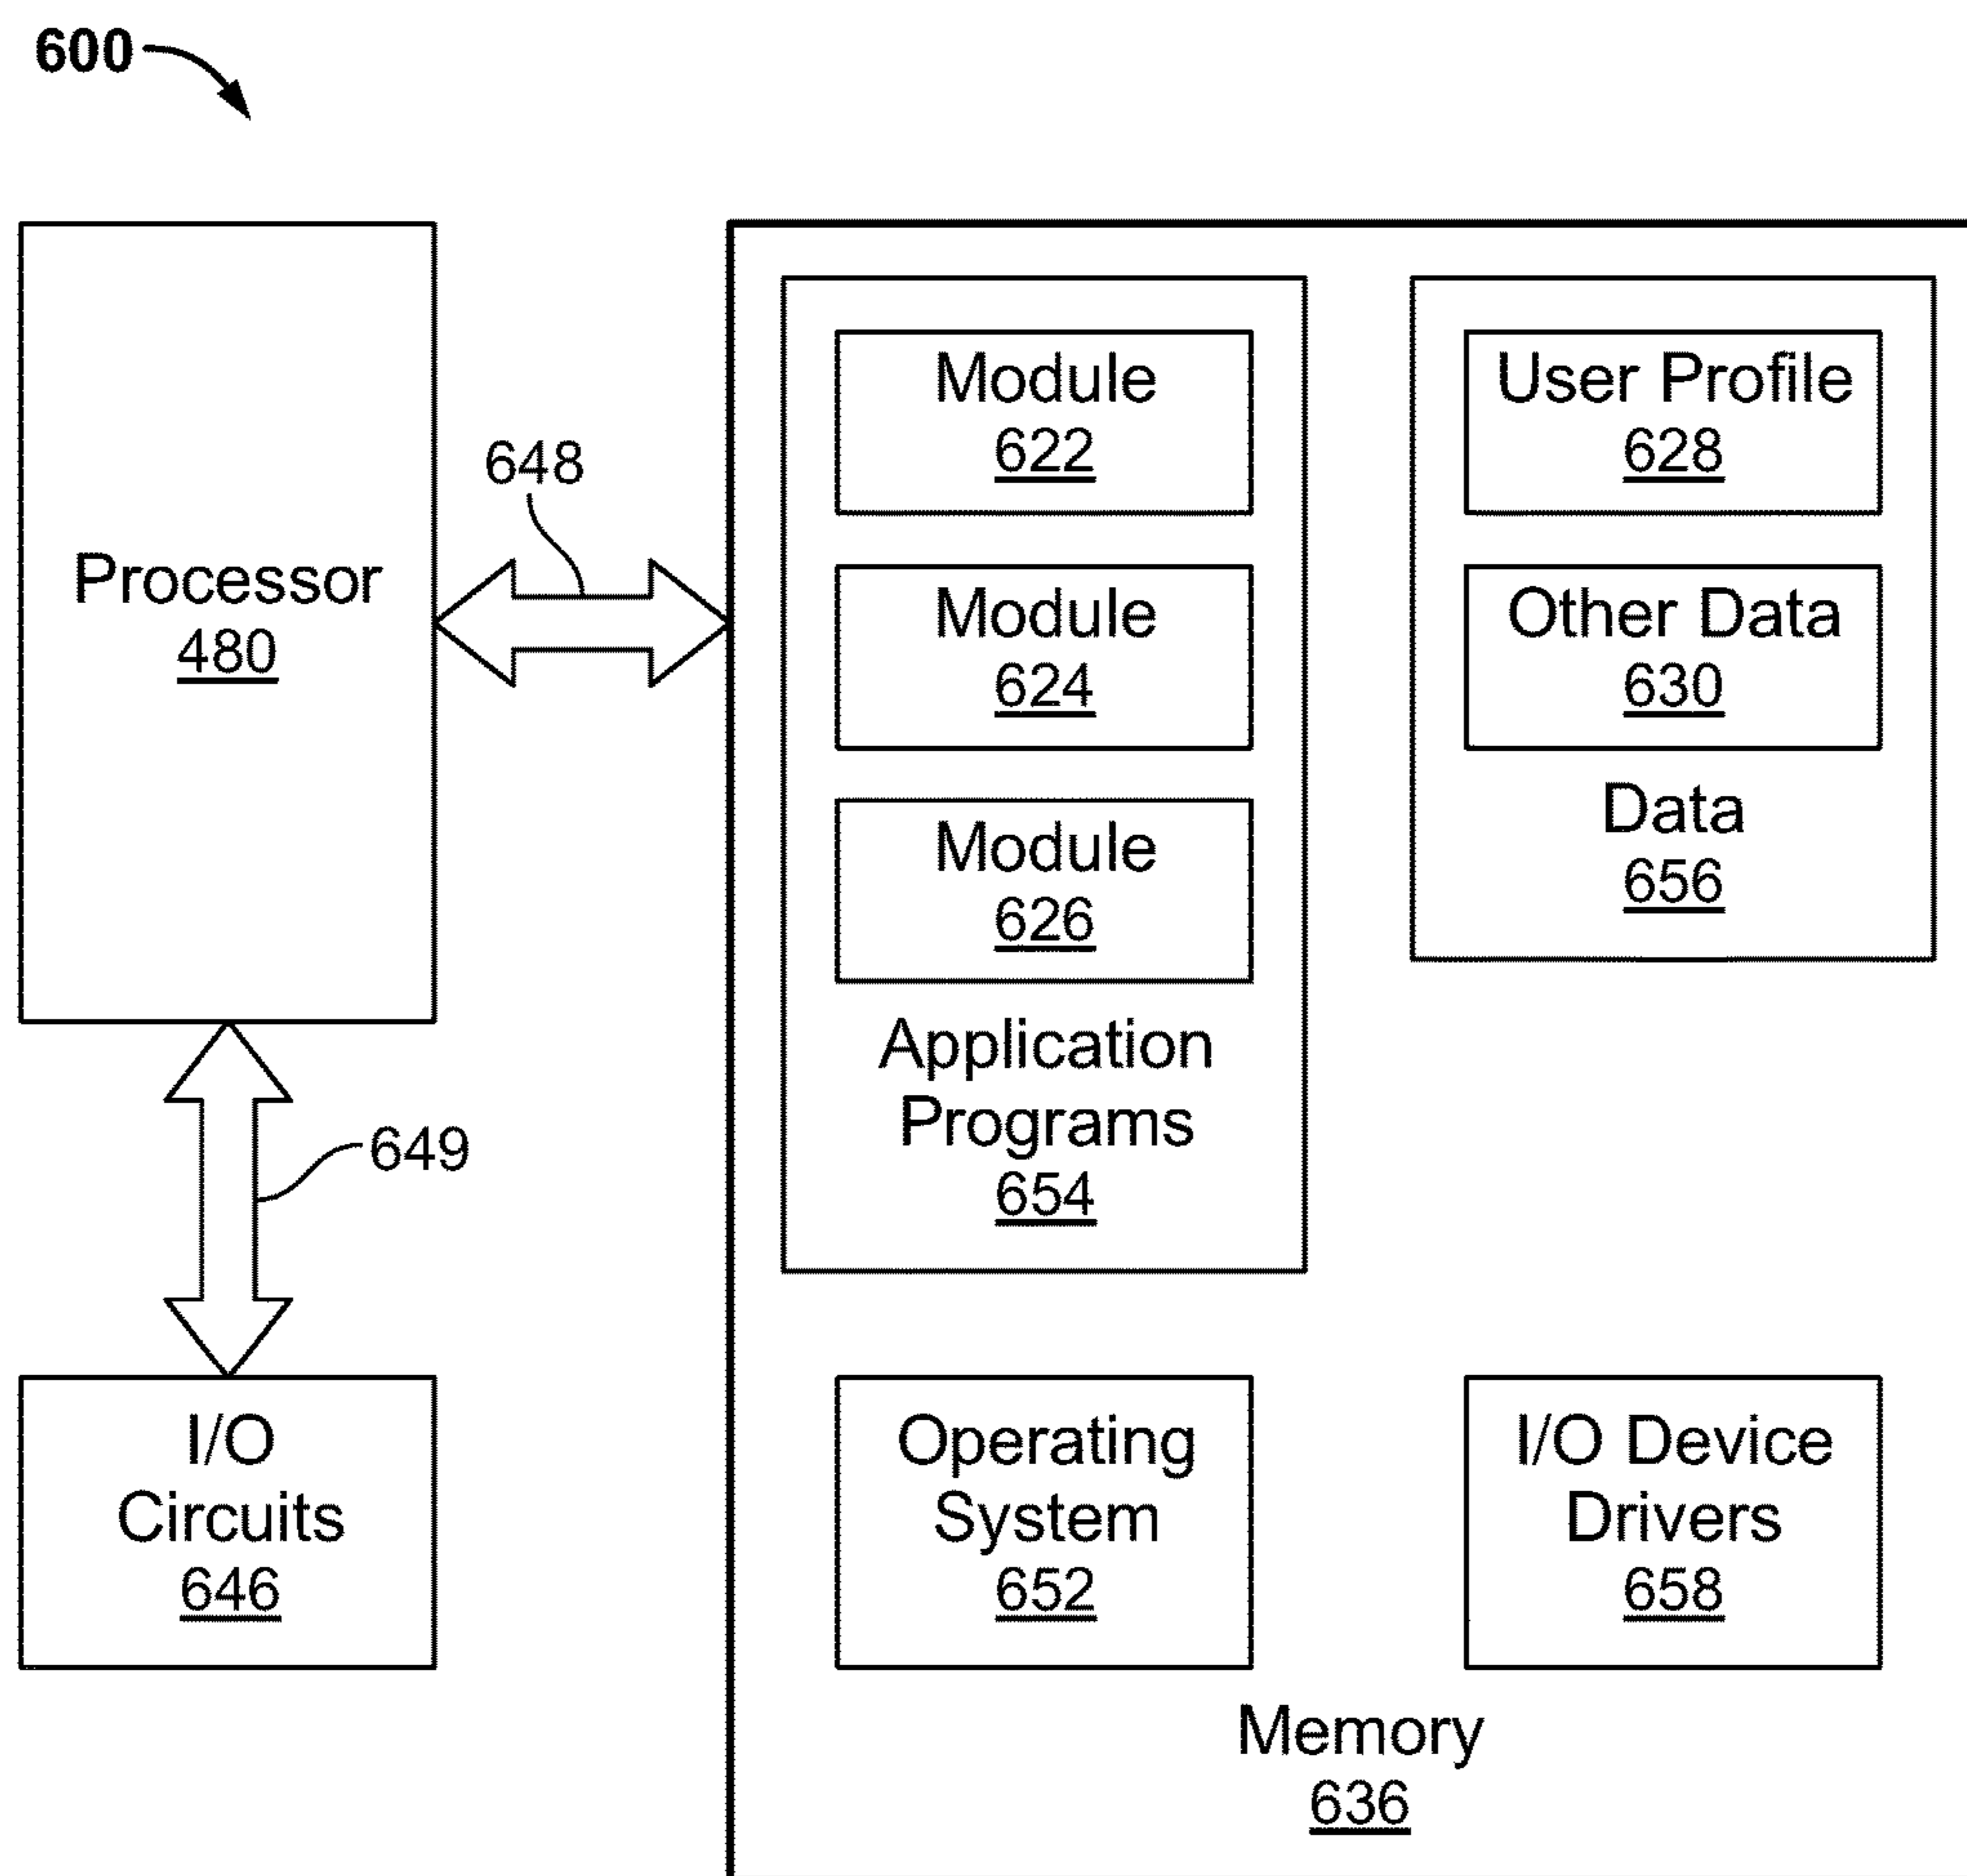 600
Processor
480
648
649
I/O
Circuits
646
Module
622
Module
624
Module
626
Application
Programs
654
User Profile
628
Other Data
630
Data
656
Operating
System
652
I/O Device
Drivers
658
Memory
636